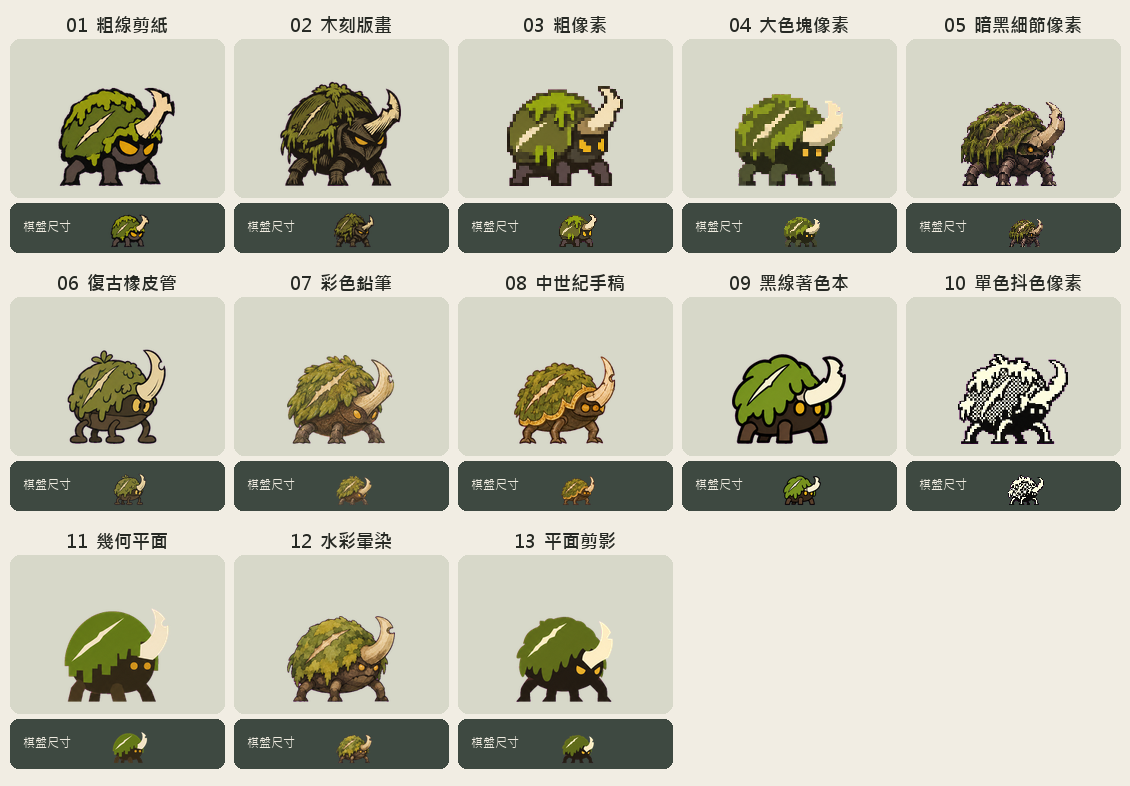 01 粗線剪紙
02 木刻版畫
03 粗像素
04 大色塊像素
05 暗黑細節像素
棋盤尺寸
棋盤尺寸
棋盤尺寸
棋盤尺寸
棋盤尺寸
06 復古橡皮管
07 彩色鉛筆
08 中世紀手稿
09 黑線著色本
10 單色抖色像素
棋盤尺寸
棋盤尺寸
棋盤尺寸
棋盤尺寸
棋盤尺寸
11 幾何平面
12 水彩暈染
13 平面剪影
棋盤尺寸
棋盤尺寸
棋盤尺寸